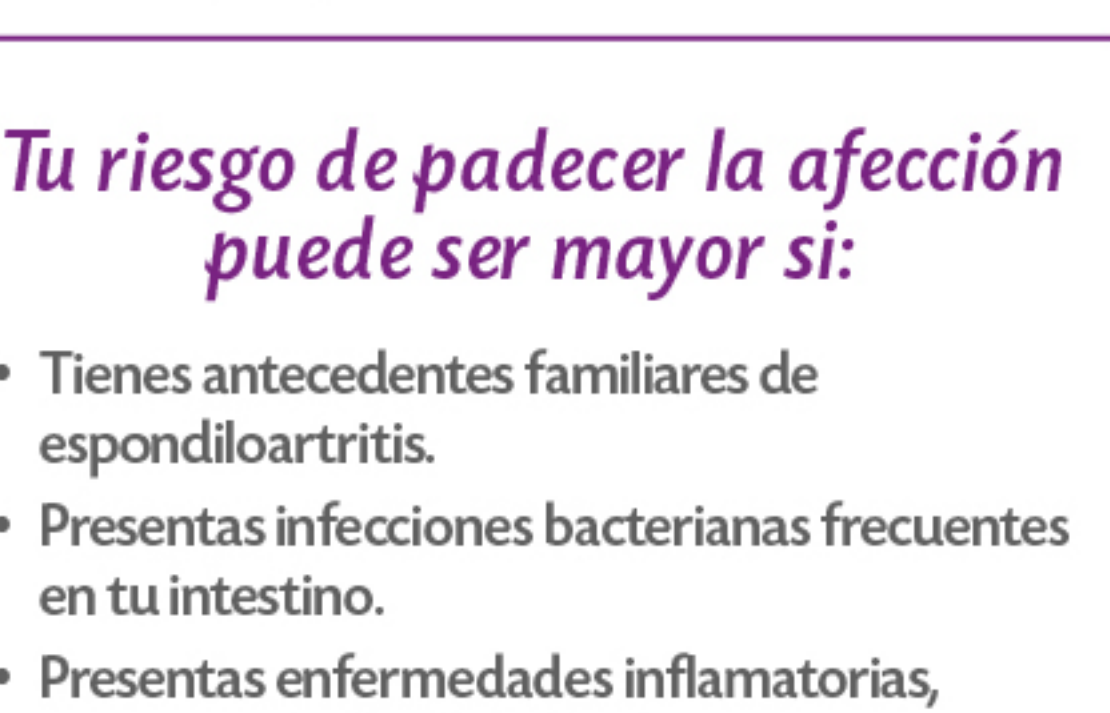 Tu riesgo de padecer la afección
puede ser mayor si:
• Tienes antecedentes familiares de
espondiloartritis.
• Presentas infecciones bacterianas frecuentes
en tu intestino.
• Presentas enfermedades inflamatorias,